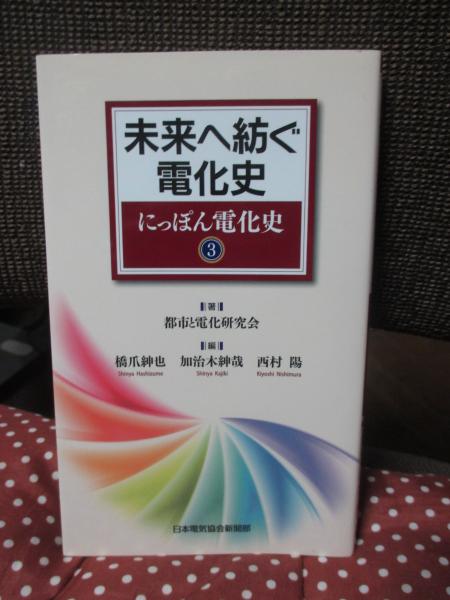 未来へ紡ぐ
電化史
にっぽん電化史
3
著
都市と電化研究会
編
橋爪紳也 加治木紳哉 西村 陽
Shinya Hashizume Shinya Kajiki Kiyoshi Nishimura
日本電気協会新聞部